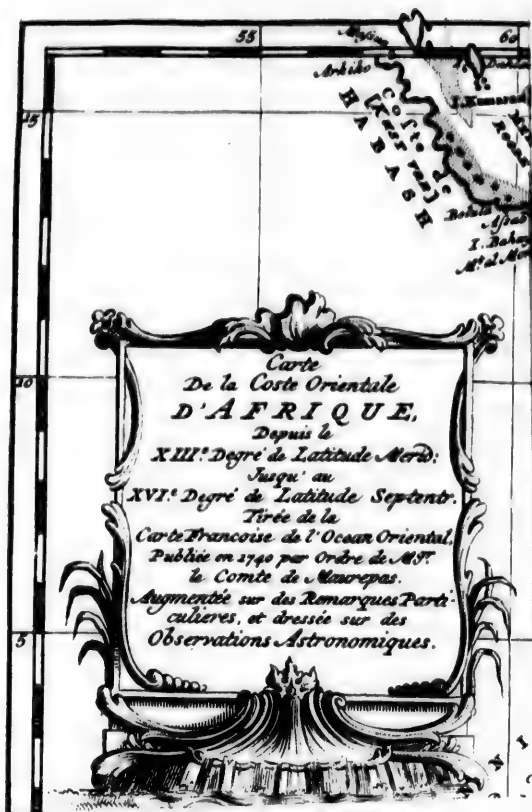 55
60
Arkiko
15
Coste de
HABASH
10
5
Carte
De la Coste Orientale
D'AFRIQUE,
Depuis le
XIII.e Degré de Latitude Merid:
Jusqu'au
XVI.e Degré de Latitude Septentr.
Tirée de la
Carte Francoise de l'Ocean Oriental,
Publiée en 1740 par Ordre de Mgr.
le Comte de Maurepas.
Augmentée sur des Remarques Parti-
culieres, et dressée sur des
Observations Astronomiques.